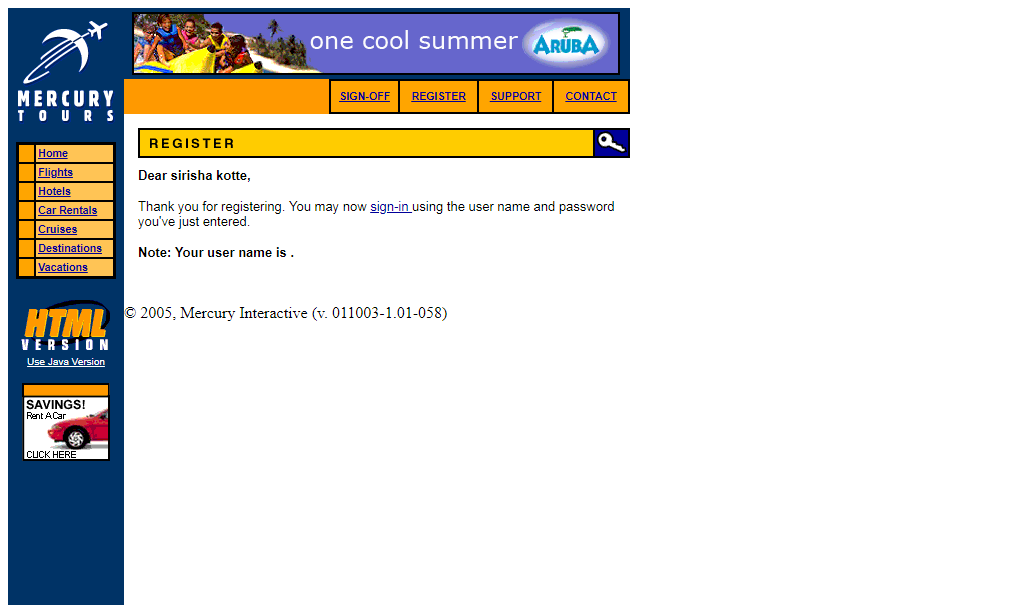 one cool summer ARUBA
MERCURY
TOURS
SIGN-OFF REGISTER SUPPORT CONTACT
REGISTER
Home
Flights
Hotels
Car Rentals
Cruises
Destinations
Vacations
Dear sirisha kotte,
Thank you for registering. You may now sign-in using the user name and password
you've just entered.
Note: Your user name is .
© 2005, Mercury Interactive (v. 011003-1.01-058)
HTML
VERSION
Use Java Version
SAVINGS!
Rent A Car
CLICK HERE